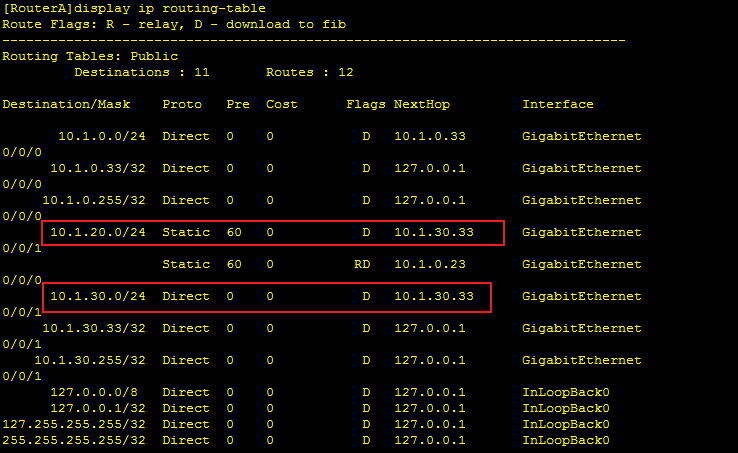 [RouterA]display ip routing-table
Route Flags: R - relay, D - download to fib
------------------------------------------------------------------------------
Routing Tables: Public
         Destinations : 11       Routes : 12

Destination/Mask    Proto  Pre  Cost      Flags NextHop         Interface

       10.1.0.0/24  Direct  0    0           D  10.1.0.33       GigabitEthernet
0/0/0
      10.1.0.33/32  Direct  0    0           D  127.0.0.1       GigabitEthernet
0/0/0
     10.1.0.255/32  Direct  0    0           D  127.0.0.1       GigabitEthernet
0/0/0
      10.1.20.0/24  Static  60   0           D  10.1.30.33      GigabitEthernet
0/0/1
                    Static  60   0          RD  10.1.0.23       GigabitEthernet
0/0/0
      10.1.30.0/24  Direct  0    0           D  10.1.30.33      GigabitEthernet
0/0/1
     10.1.30.33/32  Direct  0    0           D  127.0.0.1       GigabitEthernet
0/0/1
    10.1.30.255/32  Direct  0    0           D  127.0.0.1       GigabitEthernet
0/0/1
      127.0.0.0/8   Direct  0    0           D  127.0.0.1       InLoopBack0
      127.0.0.1/32  Direct  0    0           D  127.0.0.1       InLoopBack0
127.255.255.255/32  Direct  0    0           D  127.0.0.1       InLoopBack0
255.255.255.255/32  Direct  0    0           D  127.0.0.1       InLoopBack0